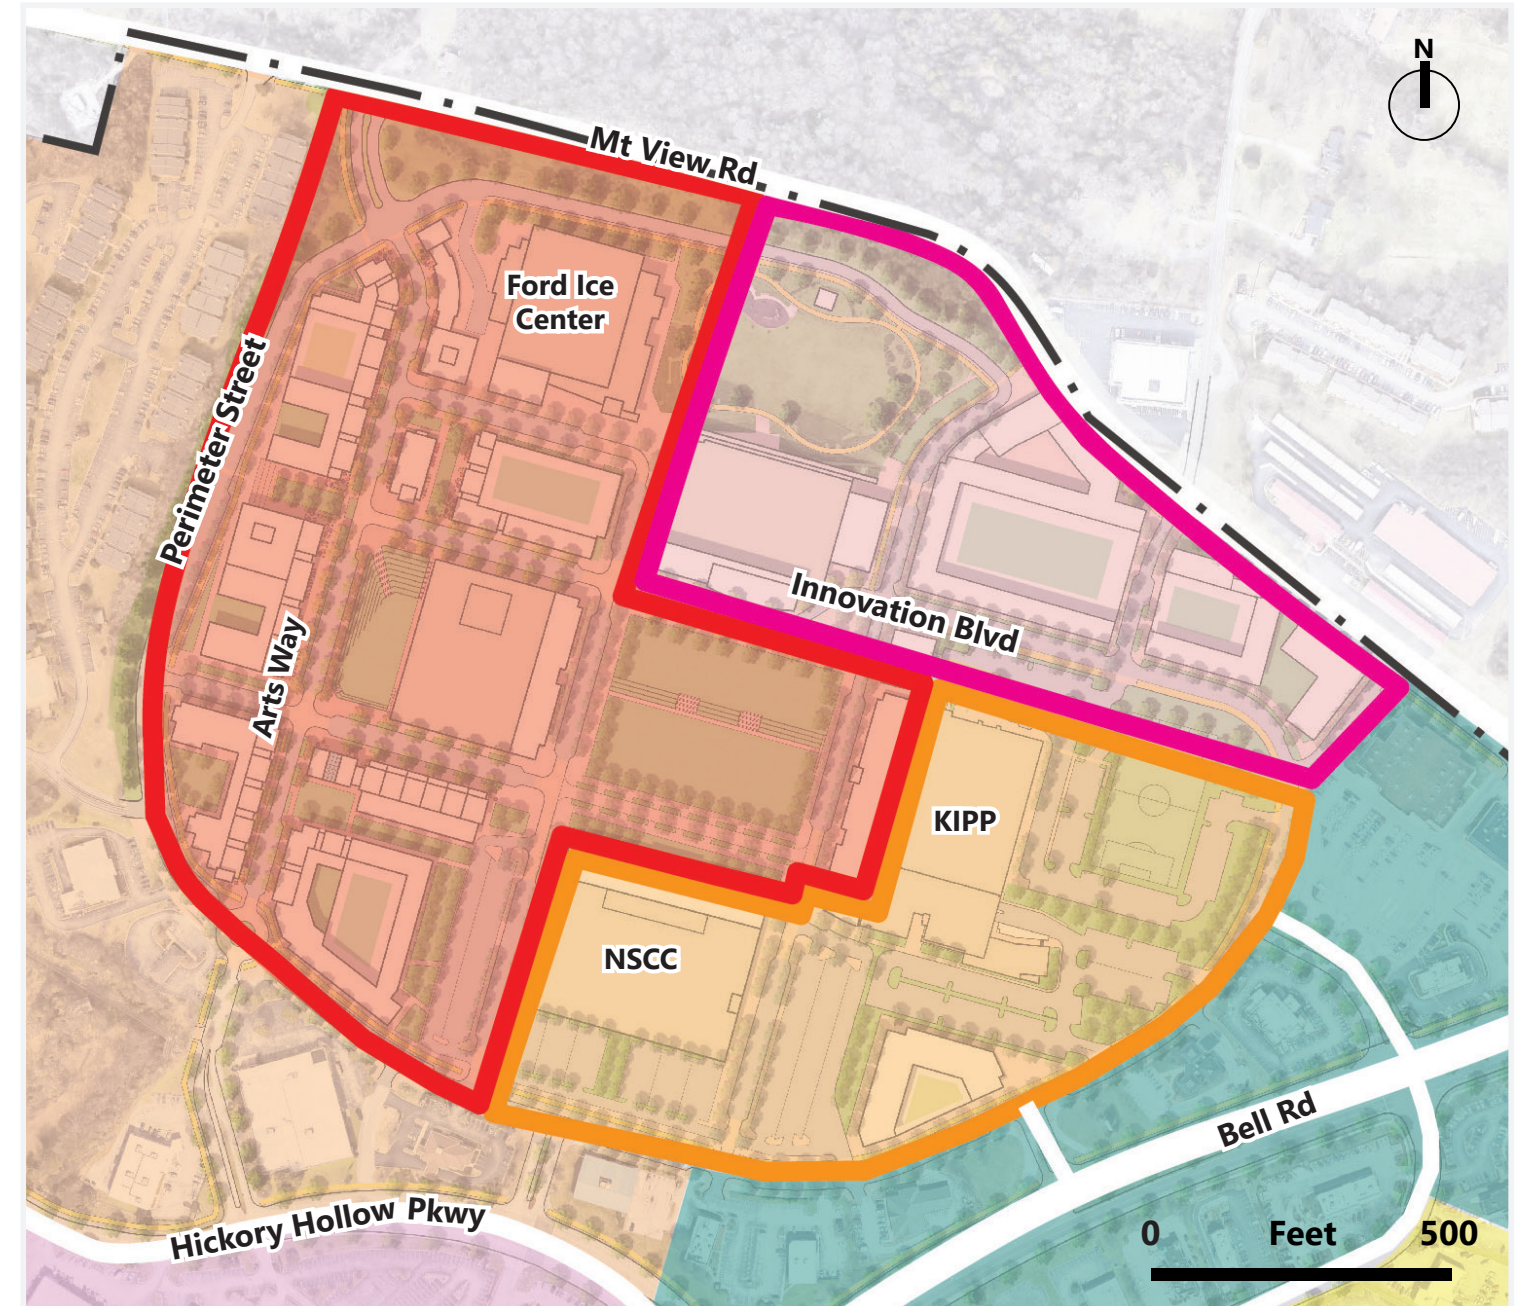 N
Mt View Rd
Ford Ice
Center
Perimeter Street
Innovation Blvd
Arts Way
KIPP
NSCC
Bell Rd
Hickory Hollow Pkwy
0 Feet 500